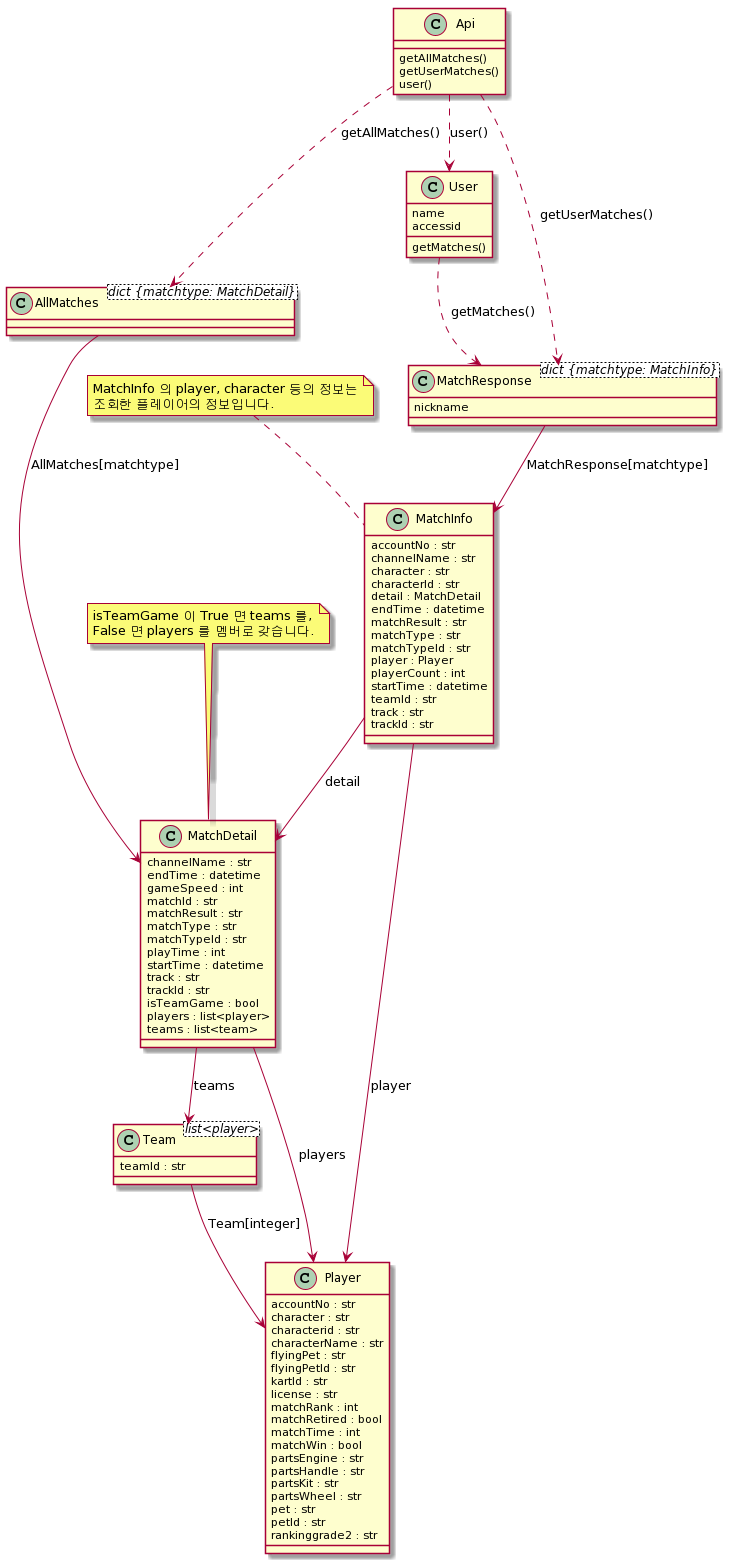 C Api
getAllMatches()
getUserMatches()
user()
getAllMatches()
user()
getUserMatches()
C User
name
accessid
getMatches()
getMatches()
C AllMatches
dict {matchtype: MatchDetail}
C MatchResponse
dict {matchtype: MatchInfo}
nickname
MatchInfo 의 player, character 등의 정보는
조회한 플레이어의 정보입니다.
AllMatches[matchtype]
MatchResponse[matchtype]
C MatchInfo
accountNo : str
channelName : str
character : str
characterId : str
detail : MatchDetail
endTime : datetime
matchResult : str
matchType : str
matchTypeId : str
player : Player
playerCount : int
startTime : datetime
teamId : str
track : str
trackId : str
isTeamGame 이 True 면 teams 를,
False 면 players 를 멤버로 갖습니다.
detail
C MatchDetail
channelName : str
endTime : datetime
gameSpeed : int
matchId : str
matchResult : str
matchType : str
matchTypeId : str
playTime : int
startTime : datetime
track : str
trackId : str
isTeamGame : bool
players : list<player>
teams : list<team>
teams
players
player
C Team
list<player>
teamId : str
Team[integer]
C Player
accountNo : str
character : str
characterid : str
characterName : str
flyingPet : str
flyingPetId : str
kartId : str
license : str
matchRank : int
matchRetired : bool
matchTime : int
matchWin : bool
partsEngine : str
partsHandle : str
partsKit : str
partsWheel : str
pet : str
petId : str
rankinggrade2 : str